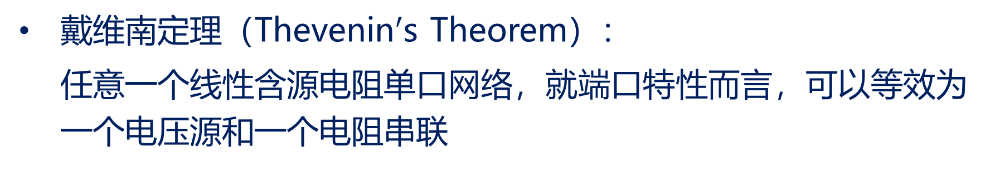 • 戴维南定理（Thevenin's Theorem）:
任意一个线性含源电阻单口网络，就端口特性而言，可以等效为
一个电压源和一个电阻串联